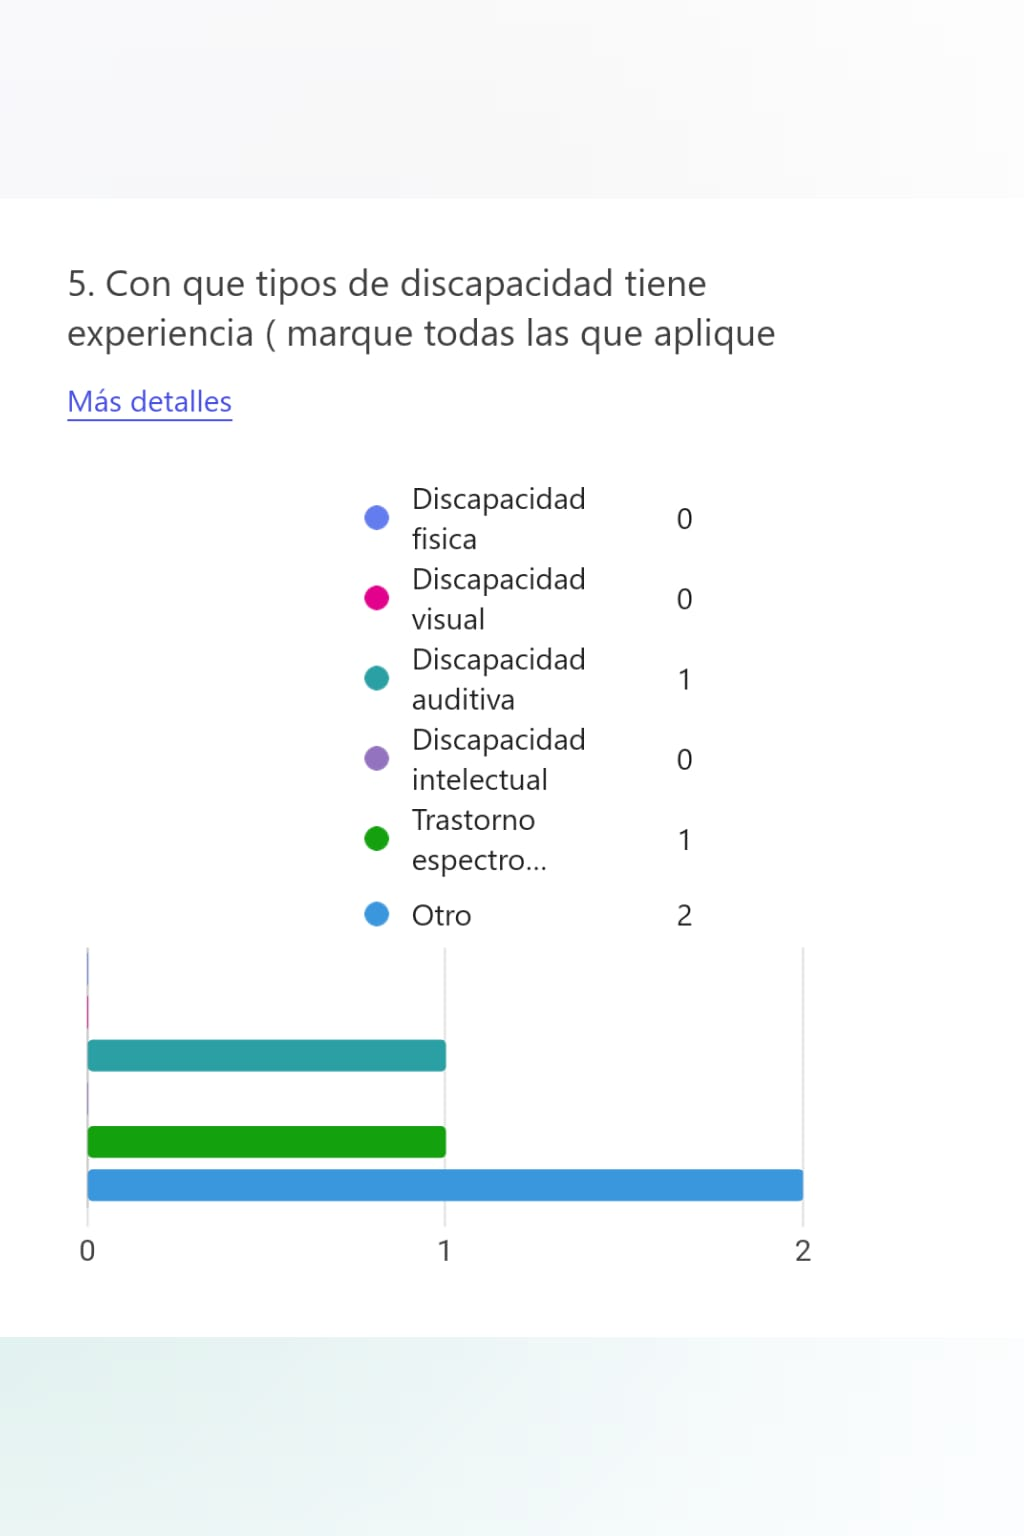 5. Con que tipos de discapacidad tiene
experiencia ( marque todas las que aplique
Más detalles
Discapacidad
fisica
0
Discapacidad
visual
0
Discapacidad
auditiva
1
Discapacidad
intelectual
0
Trastorno
espectro...
1
Otro
2
0 1 2